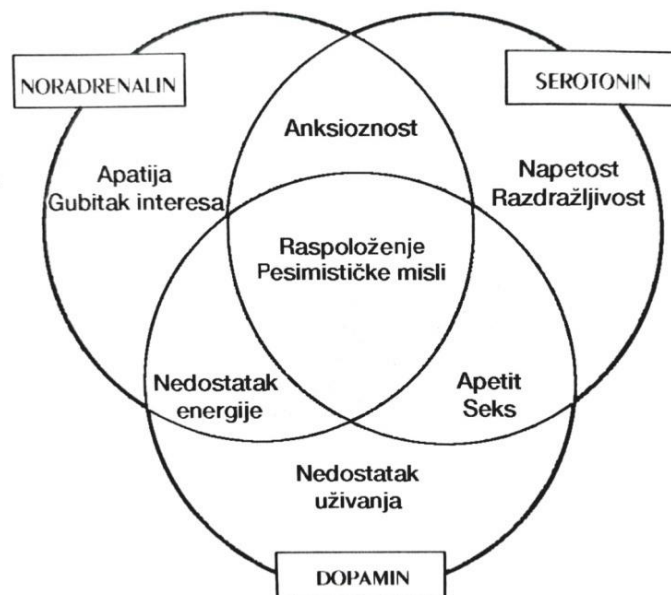 NORADRENALIN
SEROTONIN
Anksioznost
Apatija
Gubitak interesa
Napetost
Razdražljivost
Raspoloženje
Pesimističke misli
Nedostatak
energije
Apetit
Seks
Nedostatak
uživanja
DOPAMIN